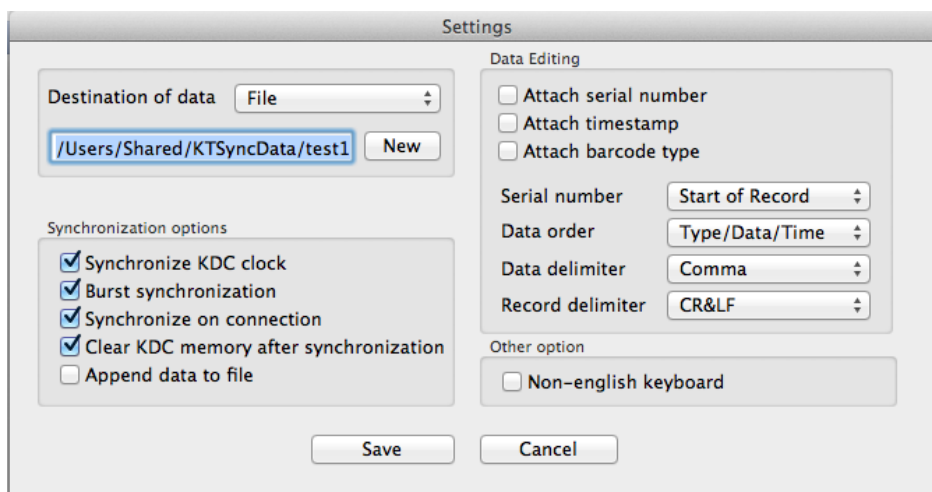 Settings
Destination of data File
/Users/Shared/KTSyncData/test1 New
Synchronization options
Synchronize KDC clock
Burst synchronization
Synchronize on connection
Clear KDC memory after synchronization
Append data to file
Data Editing
Attach serial number
Attach timestamp
Attach barcode type
Serial number Start of Record
Data order Type/Data/Time
Data delimiter Comma
Record delimiter CR&LF
Other option
Non-english keyboard
Save Cancel